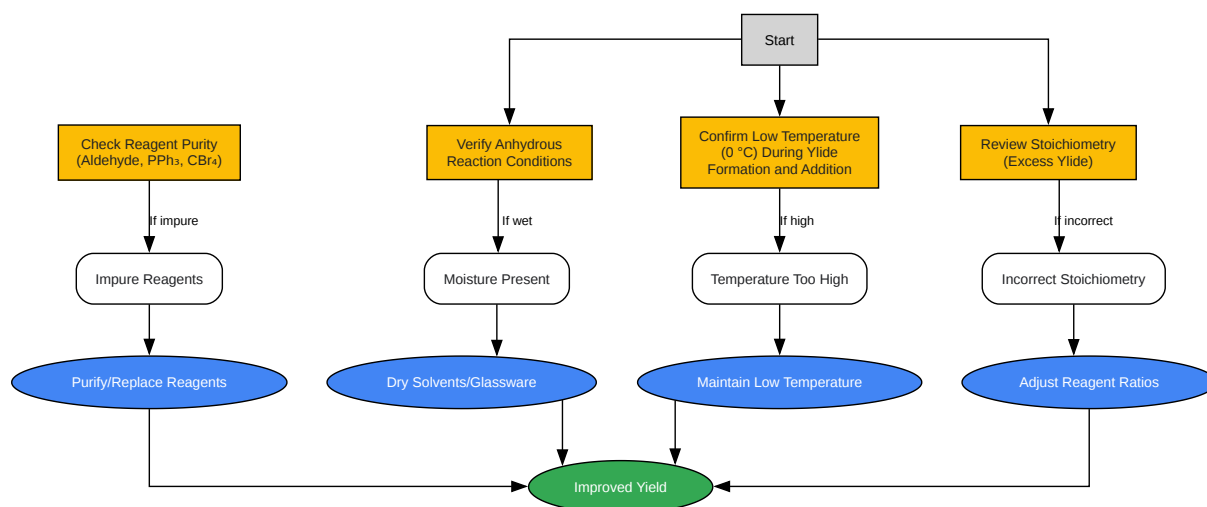 Start
Check Reagent Purity
(Aldehyde, PPh₃, CBr₄)
Verify Anhydrous
Reaction Conditions
Confirm Low Temperature
(0 °C) During Ylide
Formation and Addition
Review Stoichiometry
(Excess Ylide)
If impure
If wet
If high
If incorrect
Impure Reagents
Moisture Present
Temperature Too High
Incorrect Stoichiometry
Purify/Replace Reagents
Dry Solvents/Glassware
Maintain Low Temperature
Adjust Reagent Ratios
Improved Yield